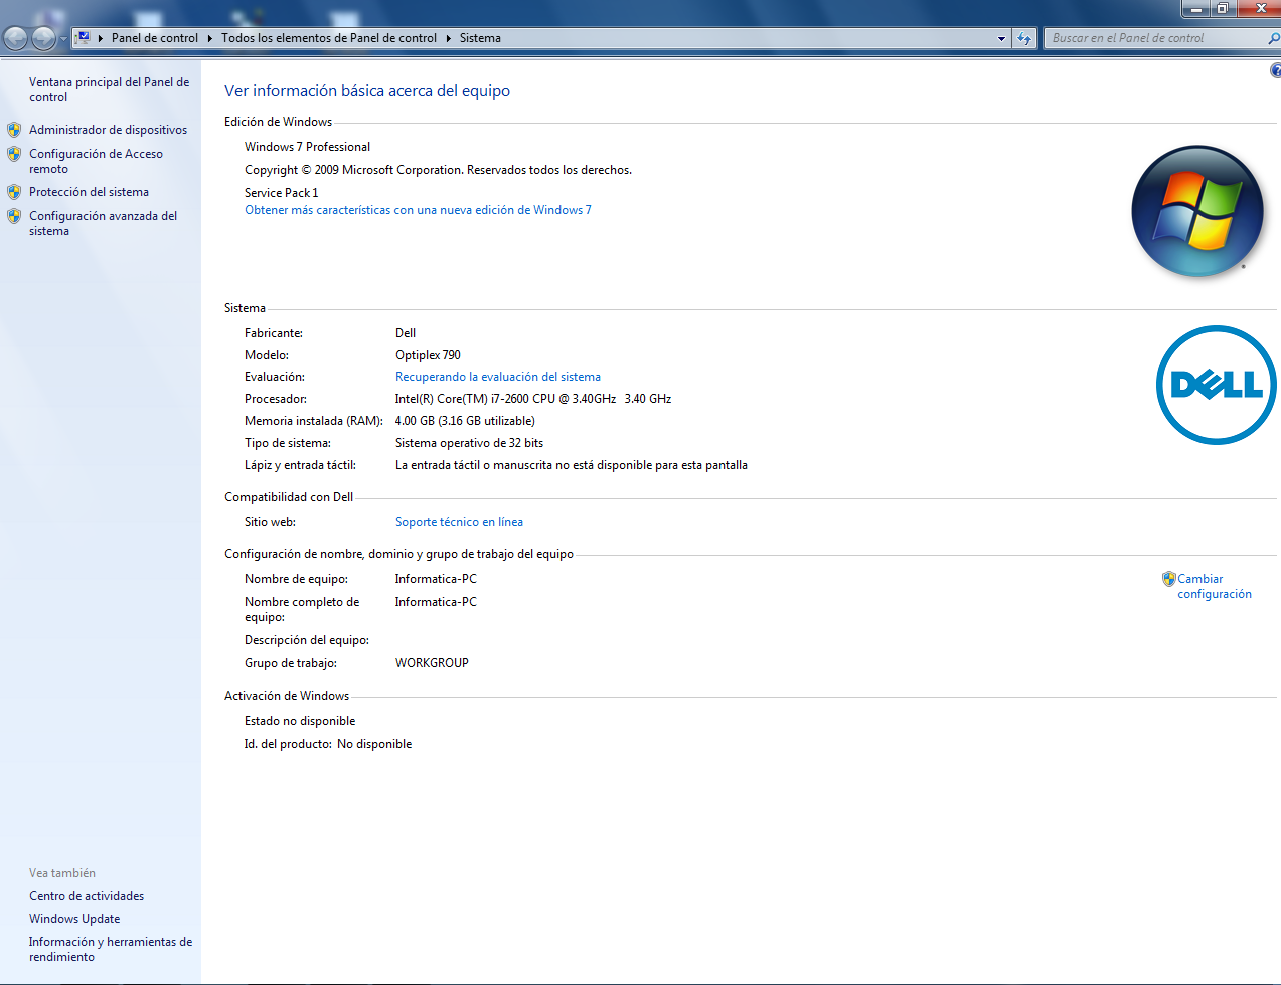 Panel de control ▸ Todos los elementos de Panel de control ▸ Sistema
Buscar en el Panel de control
Ventana principal del Panel de
control
Administrador de dispositivos
Configuración de Acceso
remoto
Protección del sistema
Configuración avanzada del
sistema
Ver información básica acerca del equipo
Edición de Windows
Windows 7 Professional
Copyright © 2009 Microsoft Corporation. Reservados todos los derechos.
Service Pack 1
Obtener más características con una nueva edición de Windows 7
Sistema
Fabricante: Dell
Modelo: Optiplex 790
Evaluación: Recuperando la evaluación del sistema
Procesador: Intel(R) Core(TM) i7-2600 CPU @ 3.40GHz 3.40 GHz
Memoria instalada (RAM): 4.00 GB (3.16 GB utilizable)
Tipo de sistema: Sistema operativo de 32 bits
Lápiz y entrada táctil: La entrada táctil o manuscrita no está disponible para esta pantalla
DELL
Compatibilidad con Dell
Sitio web: Soporte técnico en línea
Configuración de nombre, dominio y grupo de trabajo del equipo
Nombre de equipo: Informatica-PC
Nombre completo de Informatica-PC
equipo:
Descripción del equipo:
Grupo de trabajo: WORKGROUP
Cambiar
configuración
Activación de Windows
Estado no disponible
Id. del producto: No disponible
Vea también
Centro de actividades
Windows Update
Información y herramientas de
rendimiento